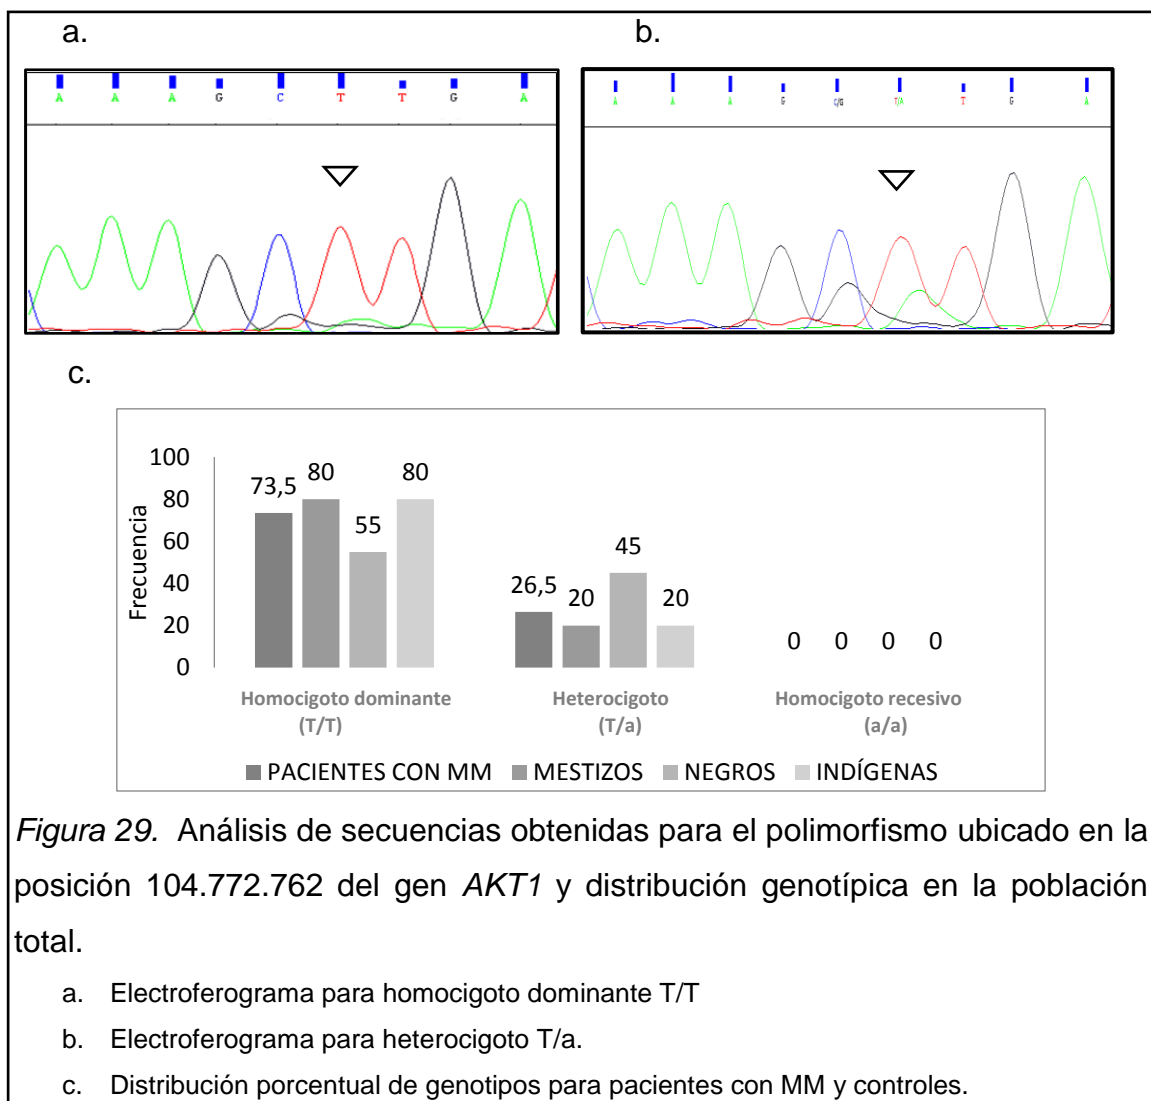 a.
b.
A A A G C T T G A
A A A G C/G T/A T G A
c.
100
80
60
40
20
0
Frecuencia
73,5 80 55 80
26,5 20 45 20
0 0 0 0
Homocigoto dominante
(T/T)
Heterocigoto
(T/a)
Homocigoto recesivo
(a/a)
PACIENTES CON MM MESTIZOS NEGROS INDÍGENAS
Figura 29. Análisis de secuencias obtenidas para el polimorfismo ubicado en la
posición 104.772.762 del gen AKT1 y distribución genotípica en la población
total.
a. Electroferograma para homocigoto dominante T/T
b. Electroferograma para heterocigoto T/a.
c. Distribución porcentual de genotipos para pacientes con MM y controles.